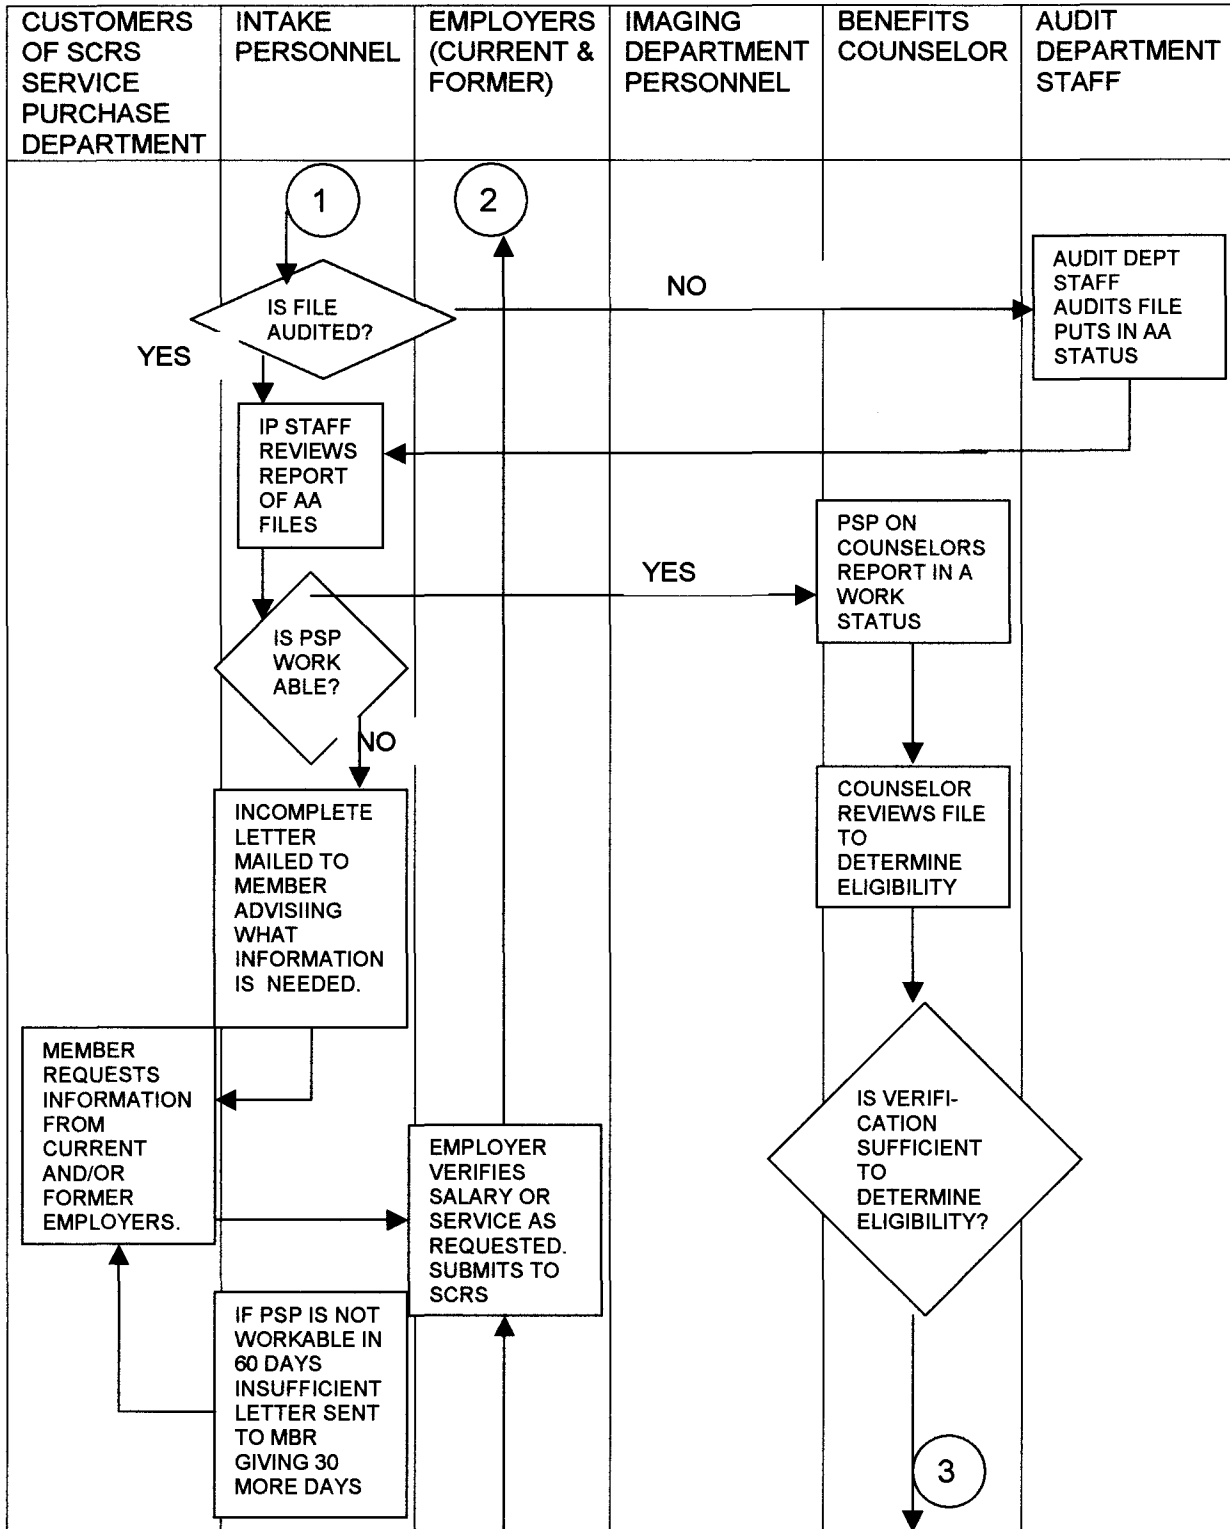 CUSTOMERS
OF SCRS
SERVICE
PURCHASE
DEPARTMENT
INTAKE
PERSONNEL
EMPLOYERS
(CURRENT &
FORMER)
IMAGING
DEPARTMENT
PERSONNEL
BENEFITS
COUNSELOR
AUDIT
DEPARTMENT
STAFF
1
2
IS FILE
AUDITED?
NO
AUDIT DEPT
STAFF
AUDITS FILE
PUTS IN AA
STATUS
YES
IP STAFF
REVIEWS
REPORT
OF AA
FILES
PSP ON
COUNSELORS
REPORT IN A
WORK
STATUS
YES
IS PSP
WORK
ABLE?
NO
COUNSELOR
REVIEWS FILE
TO
DETERMINE
ELIGIBILITY
INCOMPLETE
LETTER
MAILED TO
MEMBER
ADVISIING
WHAT
INFORMATION
IS NEEDED.
MEMBER
REQUESTS
INFORMATION
FROM
CURRENT
AND/OR
FORMER
EMPLOYERS.
EMPLOYER
VERIFIES
SALARY OR
SERVICE AS
REQUESTED.
SUBMITS TO
SCRS
IS VERIFI-
CATION
SUFFICIENT
TO
DETERMINE
ELIGIBILITY?
IF PSP IS NOT
WORKABLE IN
60 DAYS
INSUFFICIENT
LETTER SENT
TO MBR
GIVING 30
MORE DAYS
3